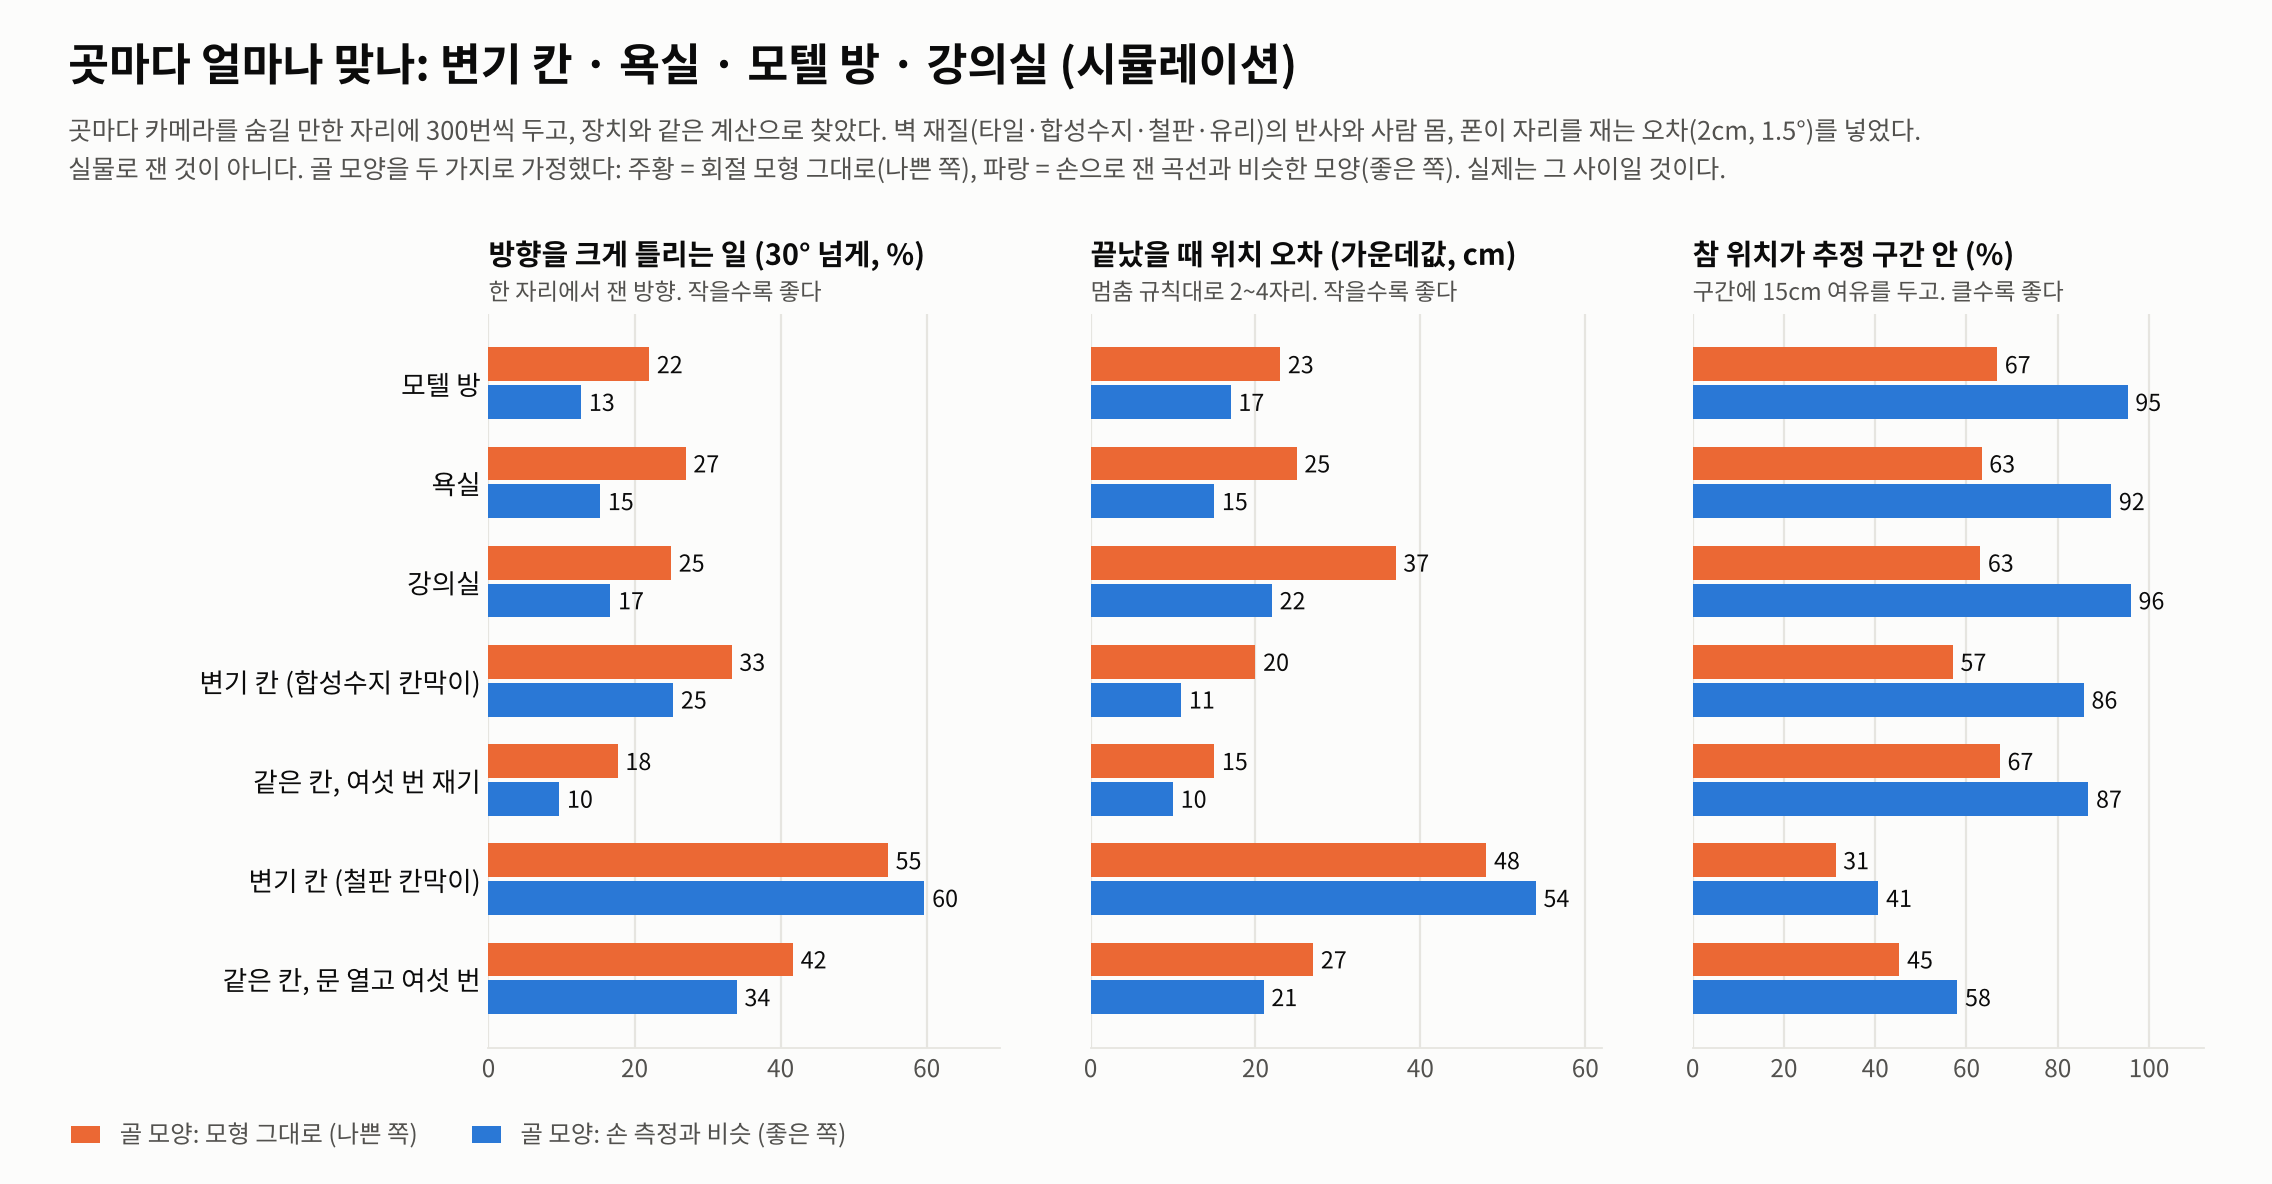 곳마다 얼마나 맞나: 변기 칸 · 욕실 · 모텔 방 · 강의실 (시뮬레이션)
곳마다 카메라를 숨길 만한 자리에 300번씩 두고, 장치와 같은 계산으로 찾았다. 벽 재질(타일·합성수지·철판·유리)의 반사와 사람 몸, 폰이 자리를 재는 오차(2cm, 1.5°)를 넣었다.
실물로 잰 것이 아니다. 골 모양을 두 가지로 가정했다: 주황 = 회절 모형 그대로(나쁜 쪽), 파랑 = 손으로 잰 곡선과 비슷한 모양(좋은 쪽). 실제는 그 사이일 것이다.
방향을 크게 틀리는 일 (30° 넘게, %)
한 자리에서 잰 방향. 작을수록 좋다
모텔 방
22
13
욕실
27
15
강의실
25
17
변기 칸 (합성수지 칸막이)
33
25
같은 칸, 여섯 번 재기
18
10
변기 칸 (철판 칸막이)
55
60
같은 칸, 문 열고 여섯 번
42
34
0 20 40 60
끝났을 때 위치 오차 (가운데값, cm)
멈춤 규칙대로 2~4자리. 작을수록 좋다
23
17
25
15
37
22
20
11
15
10
48
54
27
21
0 20 40 60
참 위치가 추정 구간 안 (%)
구간에 15cm 여유를 두고. 클수록 좋다
67
95
63
92
63
96
57
86
67
87
31
41
45
58
0 20 40 60 80 100
골 모양: 모형 그대로 (나쁜 쪽)
골 모양: 손 측정과 비슷 (좋은 쪽)